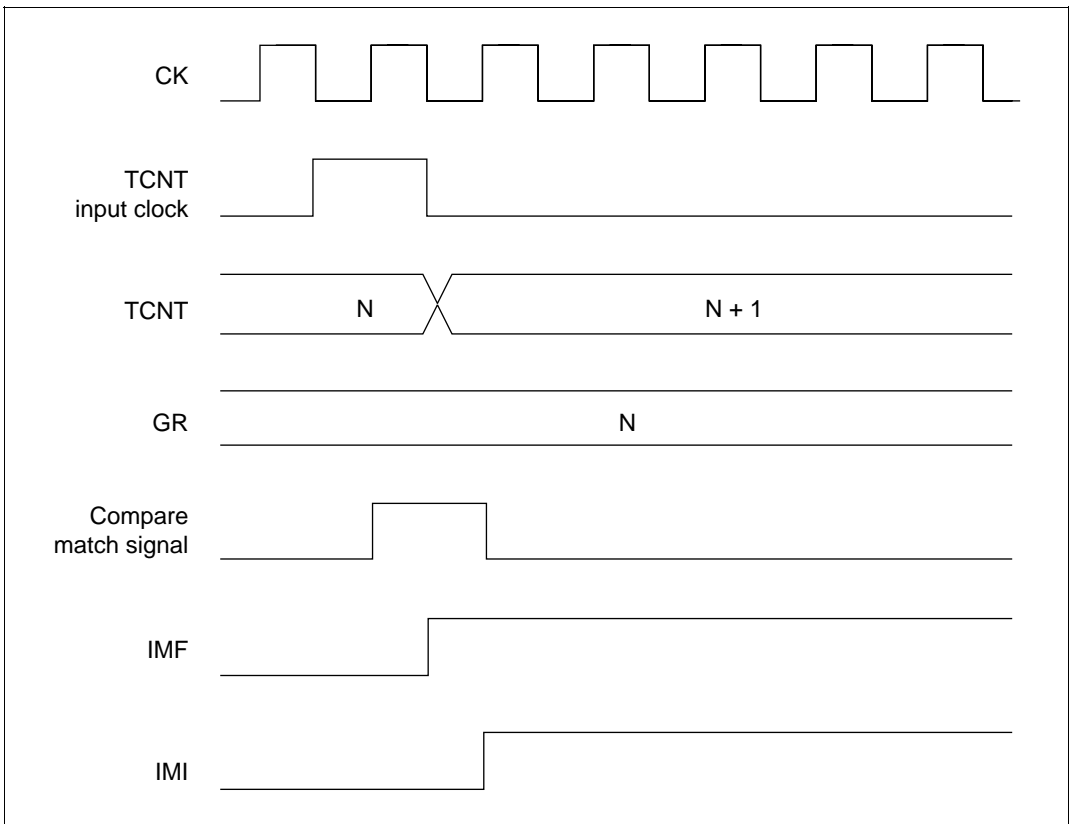 CK
TCNT
input clock
TCNT
N
N + 1
GR
N
Compare
match signal
IMF
IMI